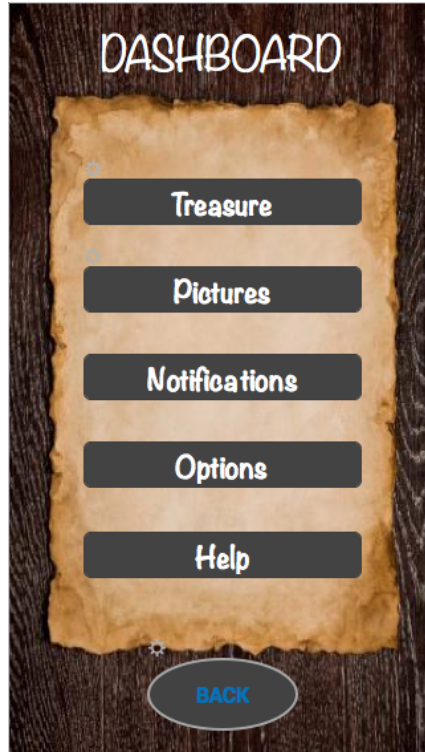 DASHBOARD
Treasure
Pictures
Notifications
Options
Help
BACK